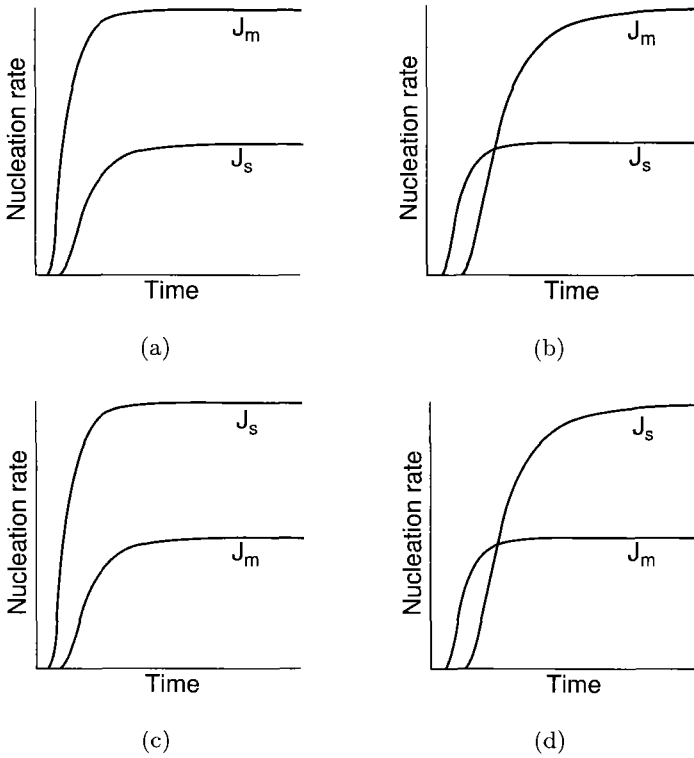 Nucleation rate
J_m
J_s
Time
(a)
Nucleation rate
J_m
J_s
Time
(b)
Nucleation rate
J_s
J_m
Time
(c)
Nucleation rate
J_s
J_m
Time
(d)